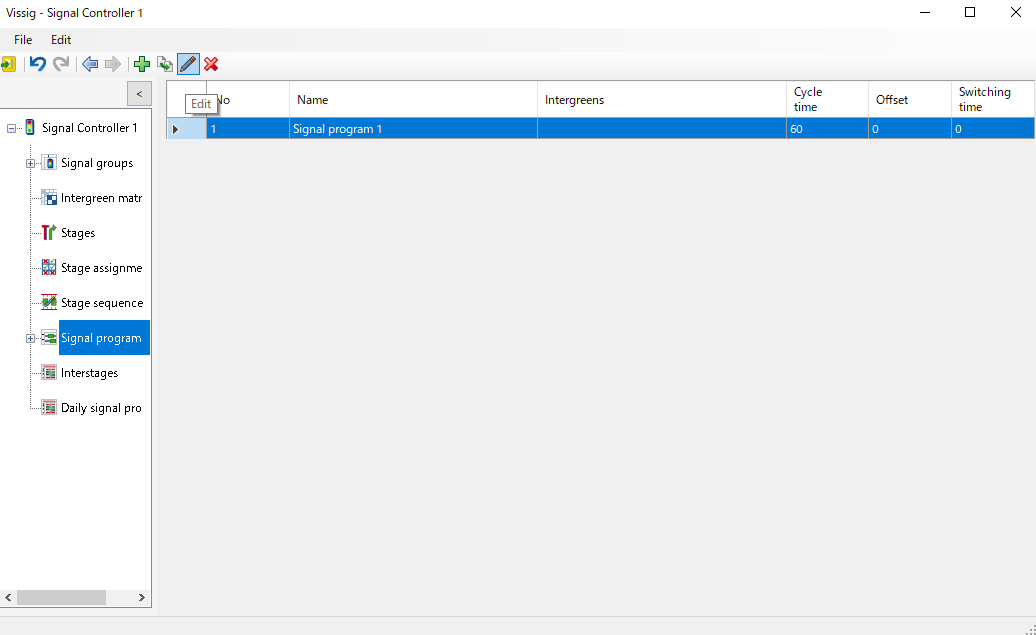 Vissig - Signal Controller 1
File Edit
<
No Name Intergreens Cycle time Offset Switching time
Edit
1 Signal program 1 60 0 0
Signal Controller 1
Signal groups
Intergreen matr
Stages
Stage assignme
Stage sequence
Signal program
Interstages
Daily signal pro